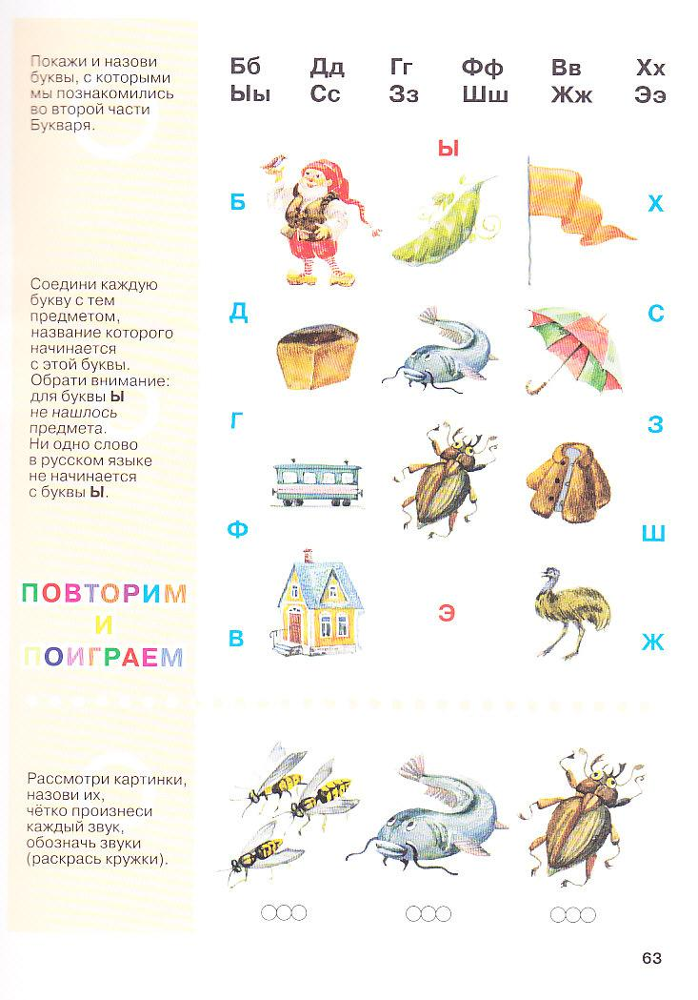 Покажи и назови
буквы, с которыми
мы познакомились
во второй части
Букваря.
Бб Дд Гг Фф Вв Хх
Ыы Сс Зз Шш Жж Ээ
Ы
Б
Х
Соедини каждую
букву с тем
предметом,
название которого
начинается
с этой буквы.
Обрати внимание:
для буквы Ы
не нашлось
предмета.
Ни одно слово
в русском языке
не начинается
с буквы Ы.
Д
С
Г
З
Ф
Ш
ПОВТОРИМ
И
ПОИГРАЕМ
Э
В
Ж
Рассмотри картинки,
назови их,
чётко произнеси
каждый звук,
обозначь звуки
(раскрась кружки).
63